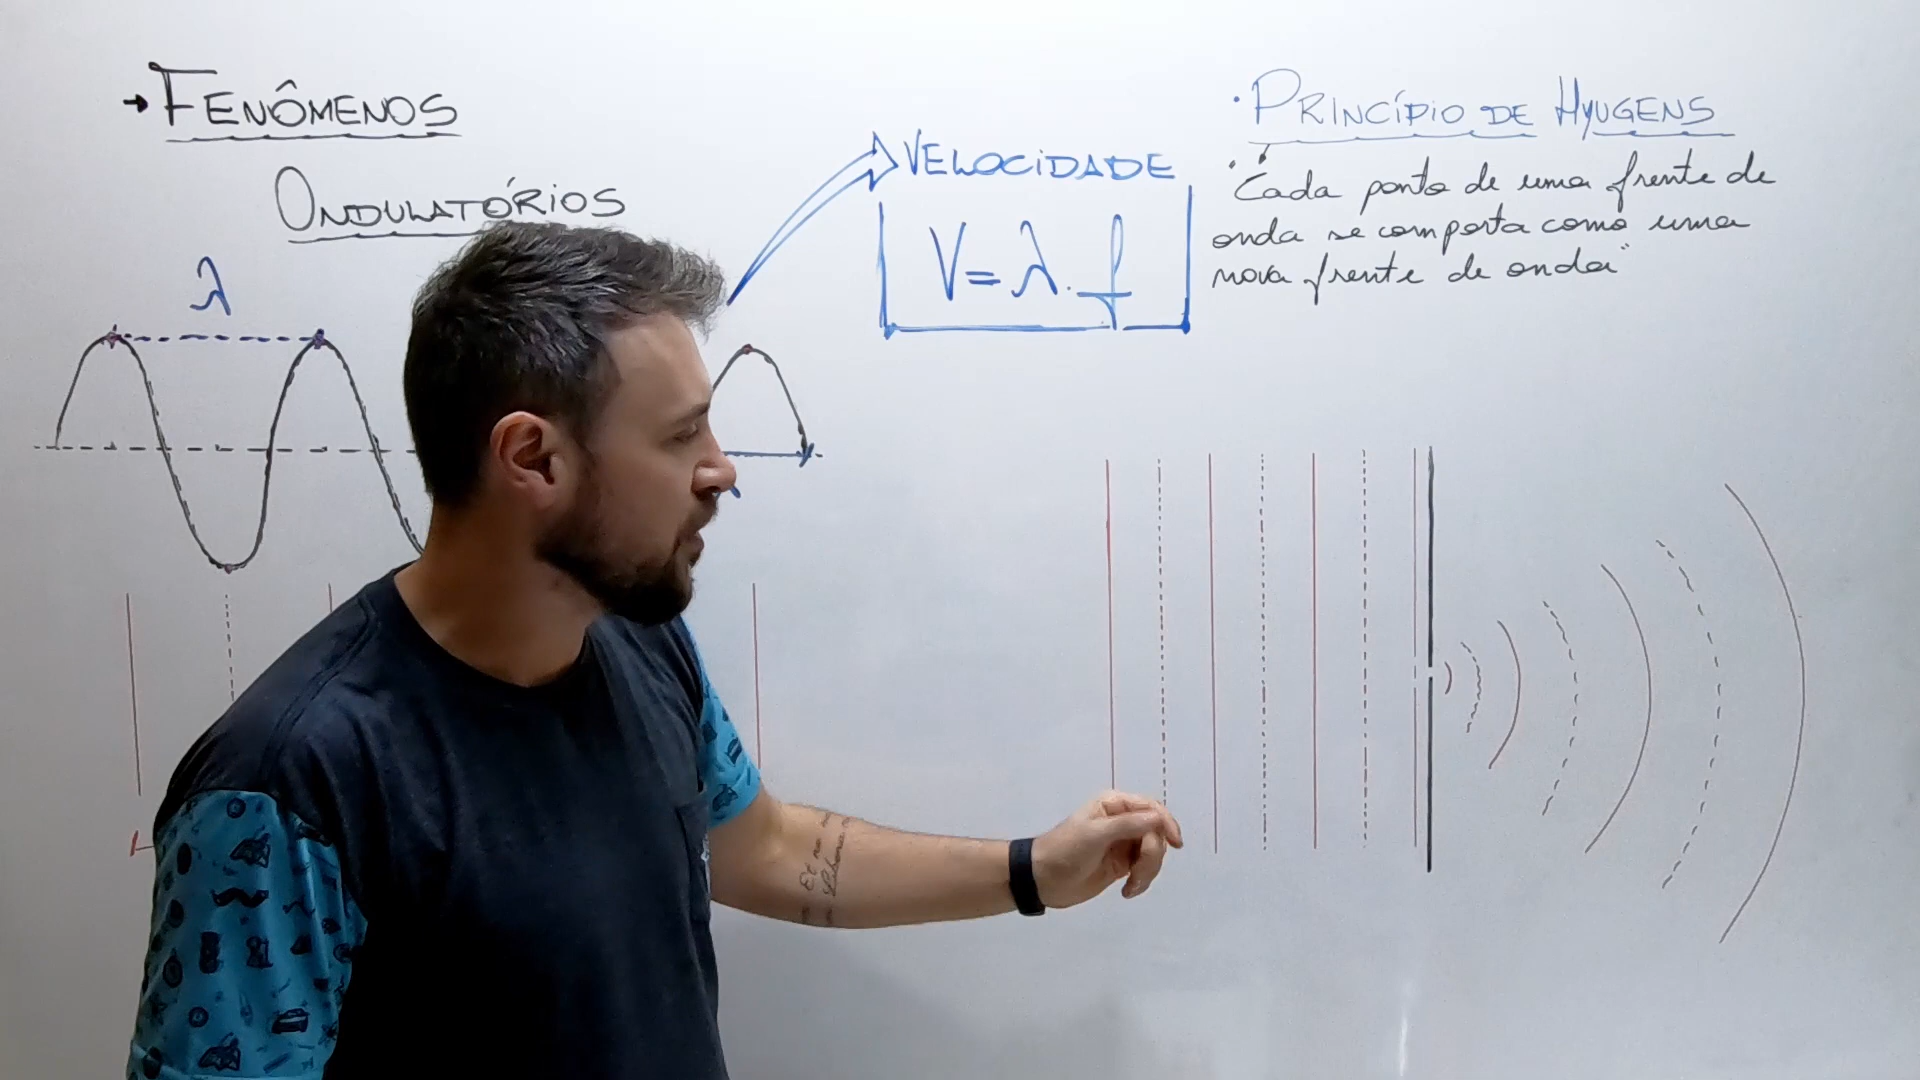 → FENÔMENOS
ONDULATÓRIOS
λ
VELOCIDADE
V = λ . f
· PRINCÍPIO DE HYUGENS
"Cada ponto de uma frente de
onda se comporta como uma
nova frente de onda"